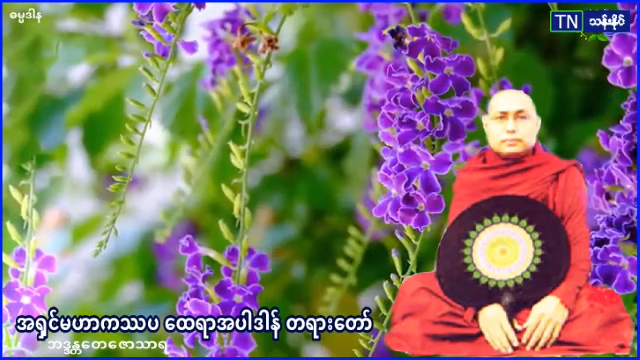 ဓမ္မဒါန
TN သန်းနိုင်
အရှင်မဟာကဿပ ထေရာအပါဒါန် တရားတော်
ဘဒ္ဒန္တတေဇောသာရ